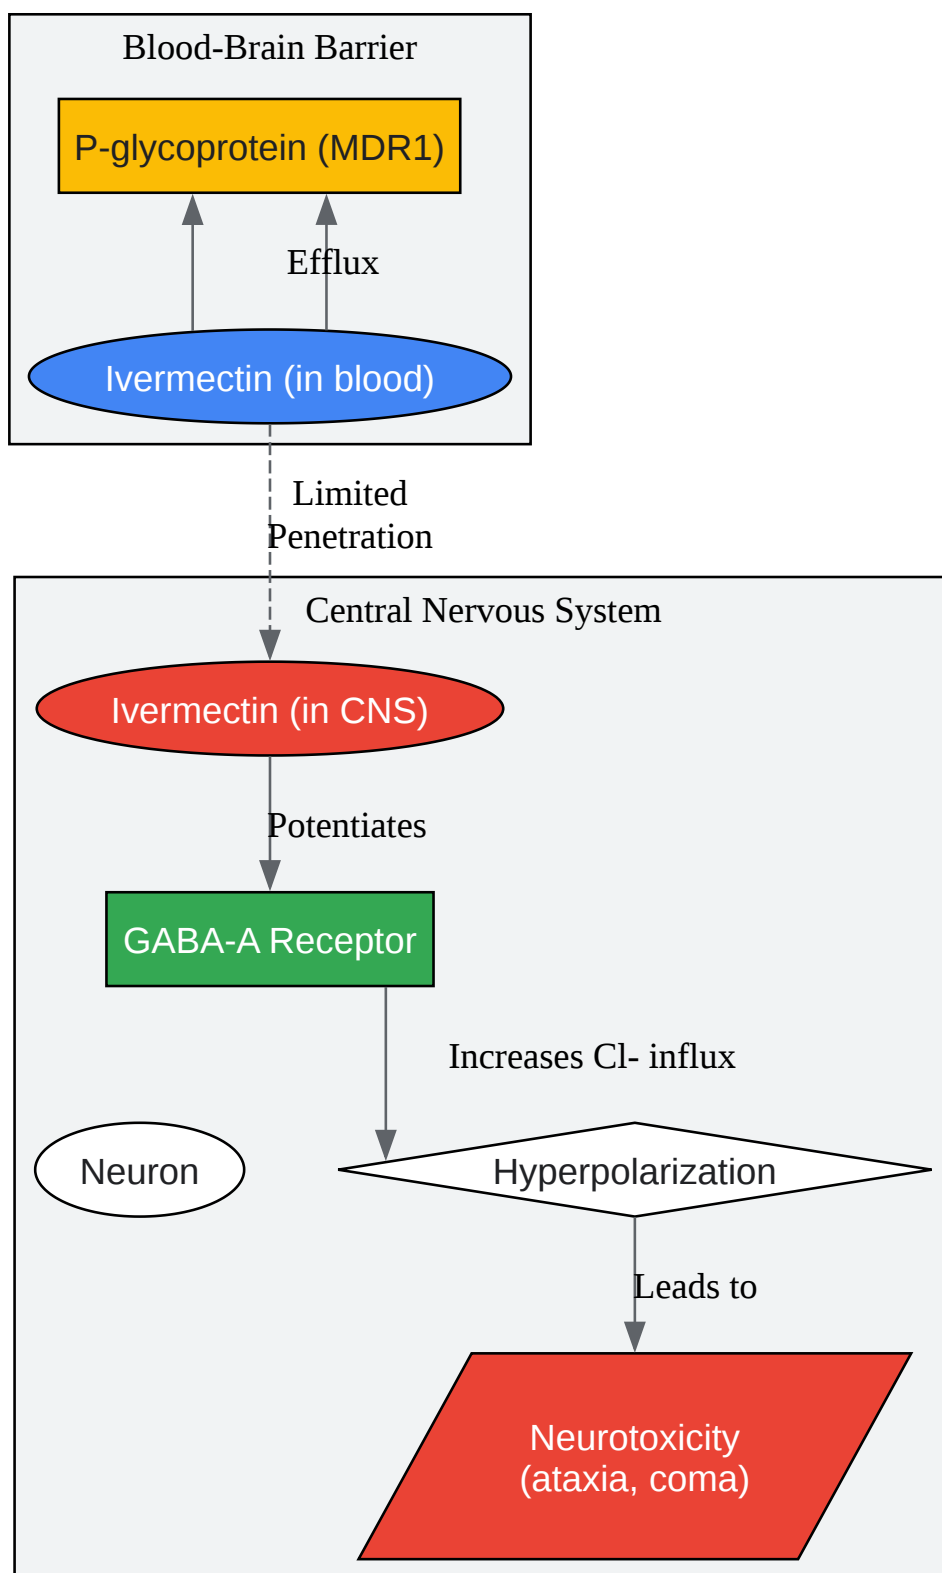 Blood-Brain Barrier
P-glycoprotein (MDR1)
Efflux
Ivermectin (in blood)
Limited
Penetration
Central Nervous System
Ivermectin (in CNS)
Potentiates
GABA-A Receptor
Increases Cl- influx
Neuron
Hyperpolarization
Leads to
Neurotoxicity
(ataxia, coma)